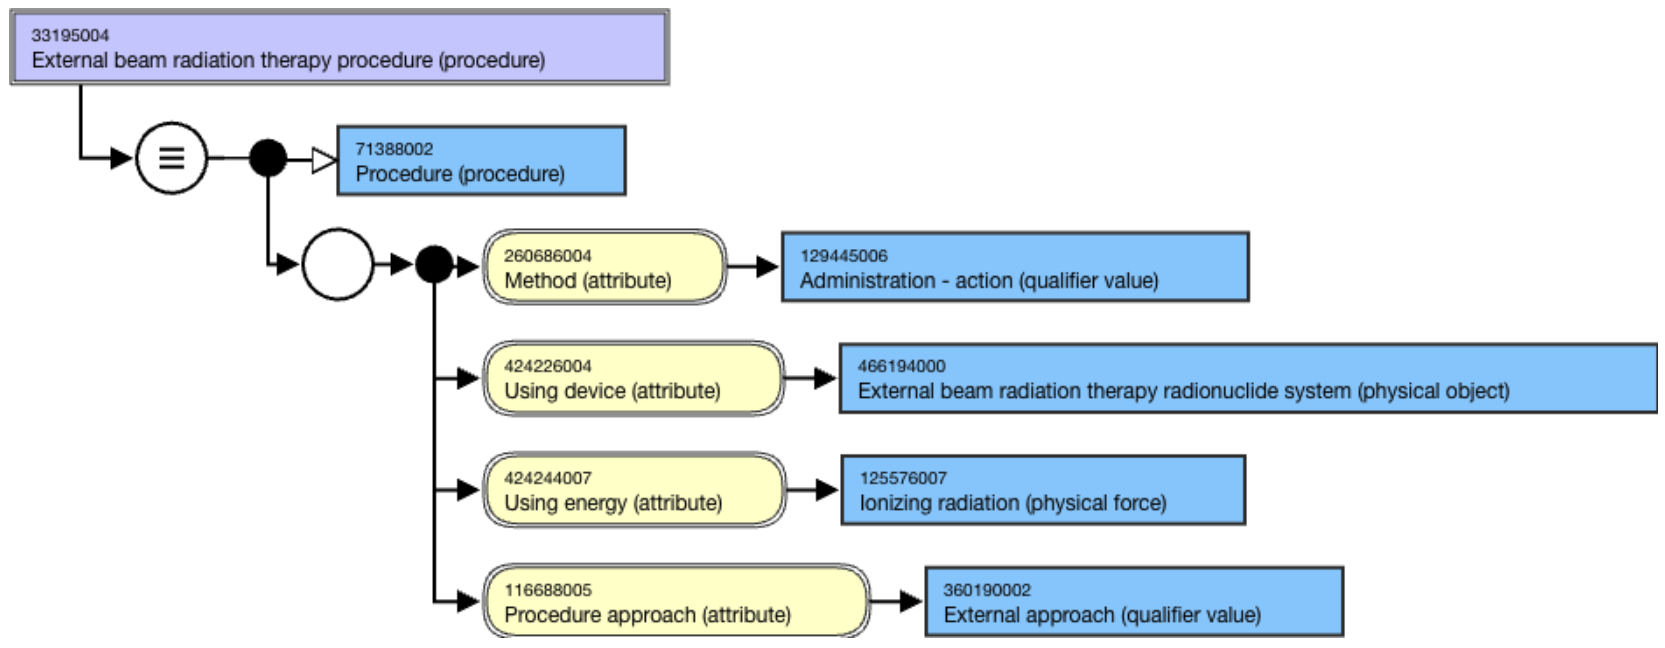 33195004
External beam radiation therapy procedure (procedure)
71388002
Procedure (procedure)
260686004
Method (attribute)
129445006
Administration - action (qualifier value)
424226004
Using device (attribute)
466194000
External beam radiation therapy radionuclide system (physical object)
424244007
Using energy (attribute)
125576007
Ionizing radiation (physical force)
116688005
Procedure approach (attribute)
360190002
External approach (qualifier value)